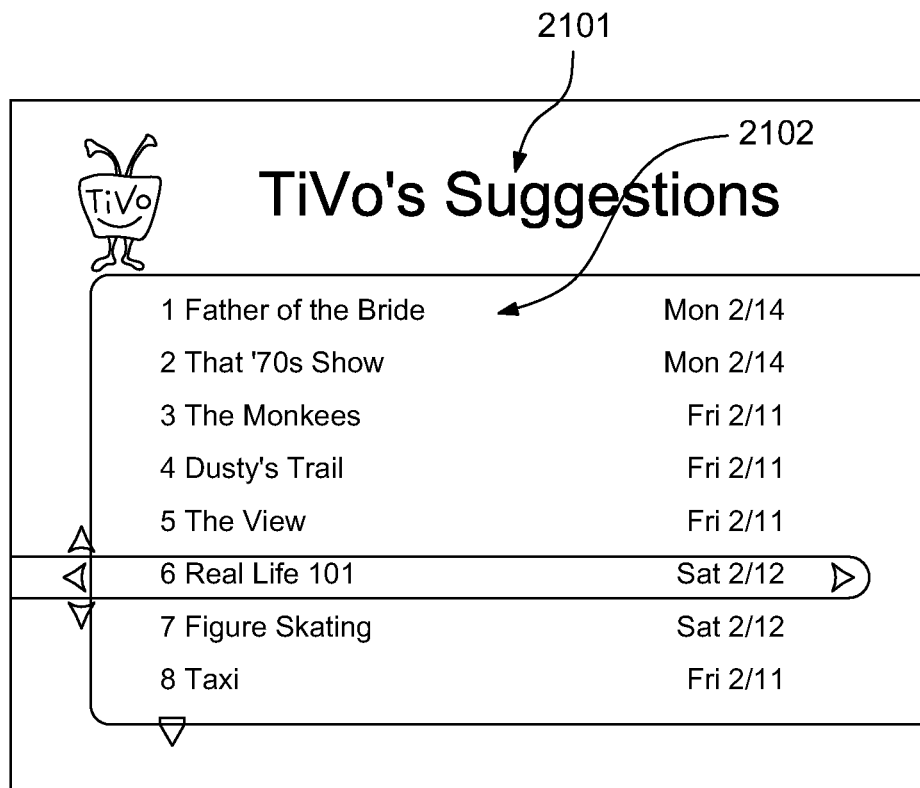 2101
2102
TiVo
TiVo's Suggestions
1 Father of the Bride Mon 2/14
2 That '70s Show Mon 2/14
3 The Monkees Fri 2/11
4 Dusty's Trail Fri 2/11
5 The View Fri 2/11
6 Real Life 101 Sat 2/12
7 Figure Skating Sat 2/12
8 Taxi Fri 2/11